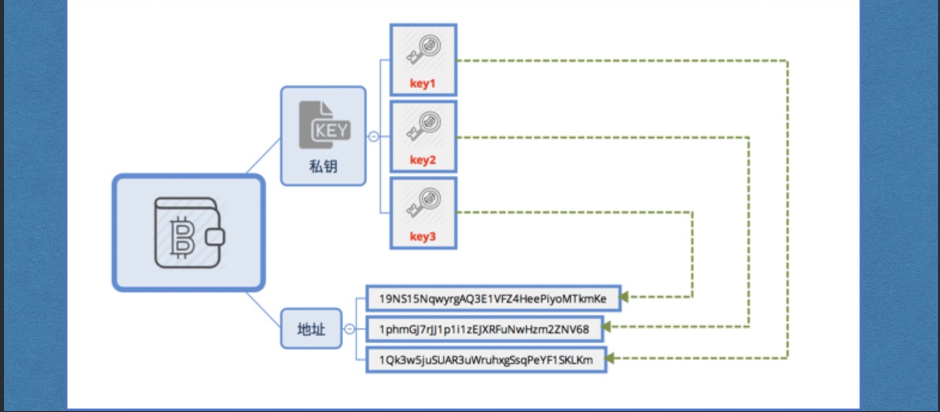 key1
KEY
私钥
key2
key3
19NS15NqwyrgAQ3E1VFZ4HeePiyoMTkmKe
地址
1phmGJ7rJJ1p1i1zEJXRFuNwHzm2ZNV68
1Qk3w5juSUAR3uWruhxgSsqPeYF1SKLKm